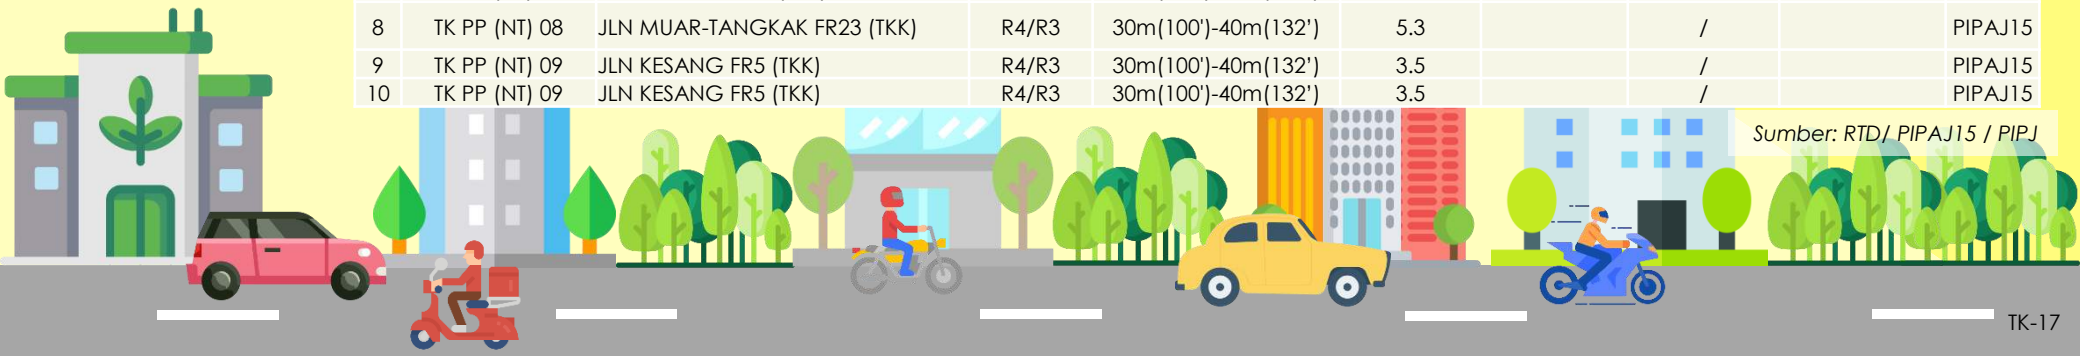 8 TK PP (NT) 08 JLN MUAR-TANGKAK FR23 (TKK) R4/R3 30m(100')-40m(132’) 5.3 / PIPAJ15
9 TK PP (NT) 09 JLN KESANG FR5 (TKK) R4/R3 30m(100')-40m(132’) 3.5 / PIPAJ15
10 TK PP (NT) 09 JLN KESANG FR5 (TKK) R4/R3 30m(100')-40m(132’) 3.5 / PIPAJ15
Sumber: RTD/ PIPAJ15 / PIPJ
TK-17